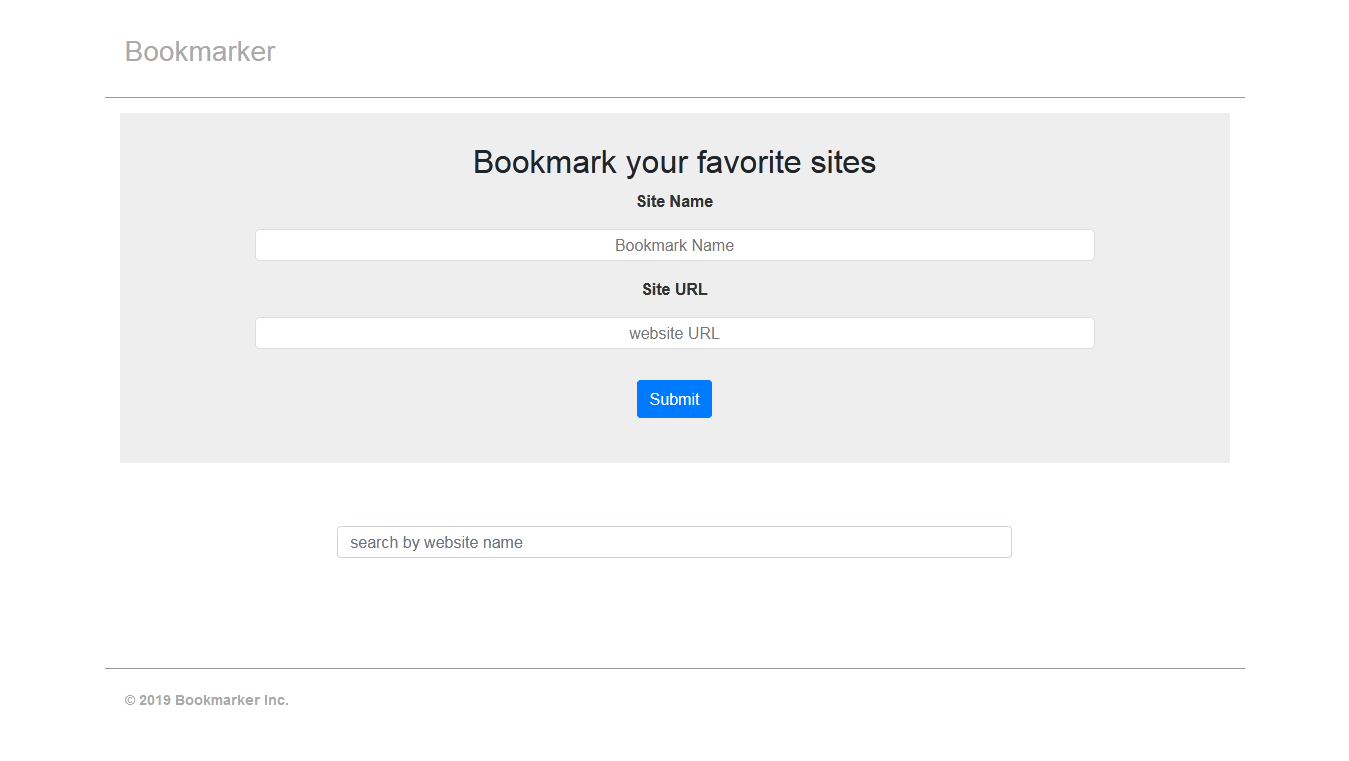 Bookmarker
Bookmark your favorite sites
Site Name
Bookmark Name
Site URL
website URL
Submit
search by website name
© 2019 Bookmarker Inc.